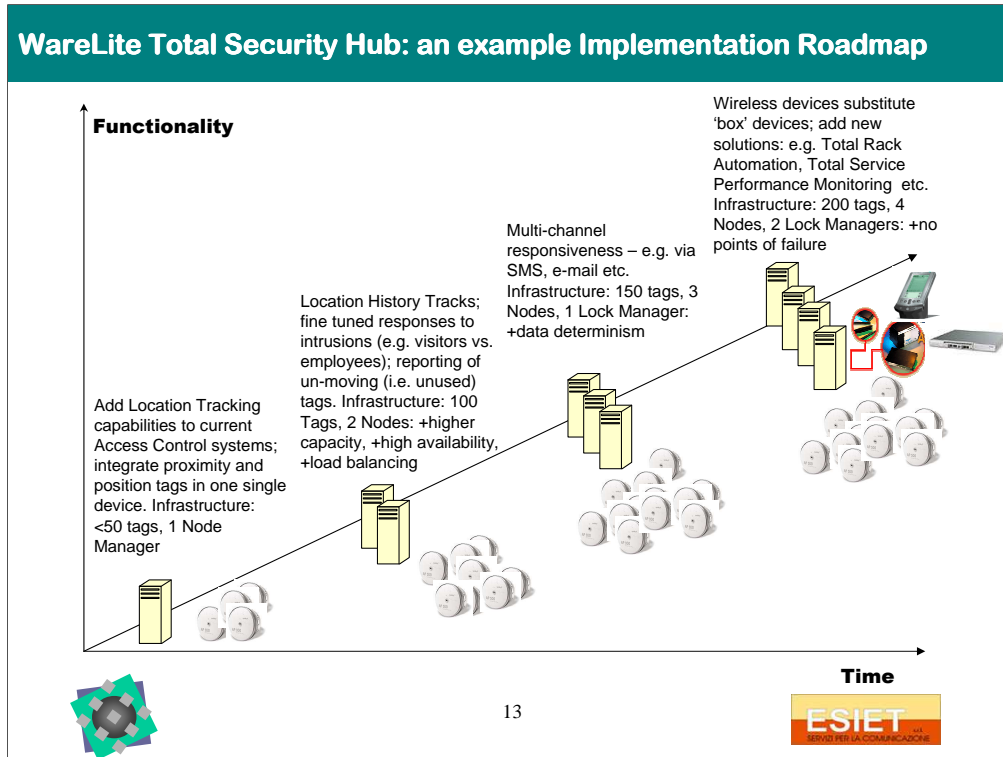 WareLite Total Security Hub: an example Implementation Roadmap
Functionality
Add Location Tracking
capabilities to current
Access Control systems;
integrate proximity and
position tags in one single
device. Infrastructure:
<50 tags, 1 Node
Manager
Location History Tracks;
fine tuned responses to
intrusions (e.g. visitors vs.
employees); reporting of
un-moving (i.e. unused)
tags. Infrastructure: 100
Tags, 2 Nodes: +higher
capacity, +high availability,
+load balancing
Multi-channel
responsiveness – e.g. via
SMS, e-mail etc.
Infrastructure: 150 tags, 3
Nodes, 1 Lock Manager:
+data determinism
Wireless devices substitute
‘box’ devices; add new
solutions: e.g. Total Rack
Automation, Total Service
Performance Monitoring etc.
Infrastructure: 200 tags, 4
Nodes, 2 Lock Managers: +no
points of failure
Time
13
ESIET s.r.l.
SERVIZI PER LA COMUNICAZIONE